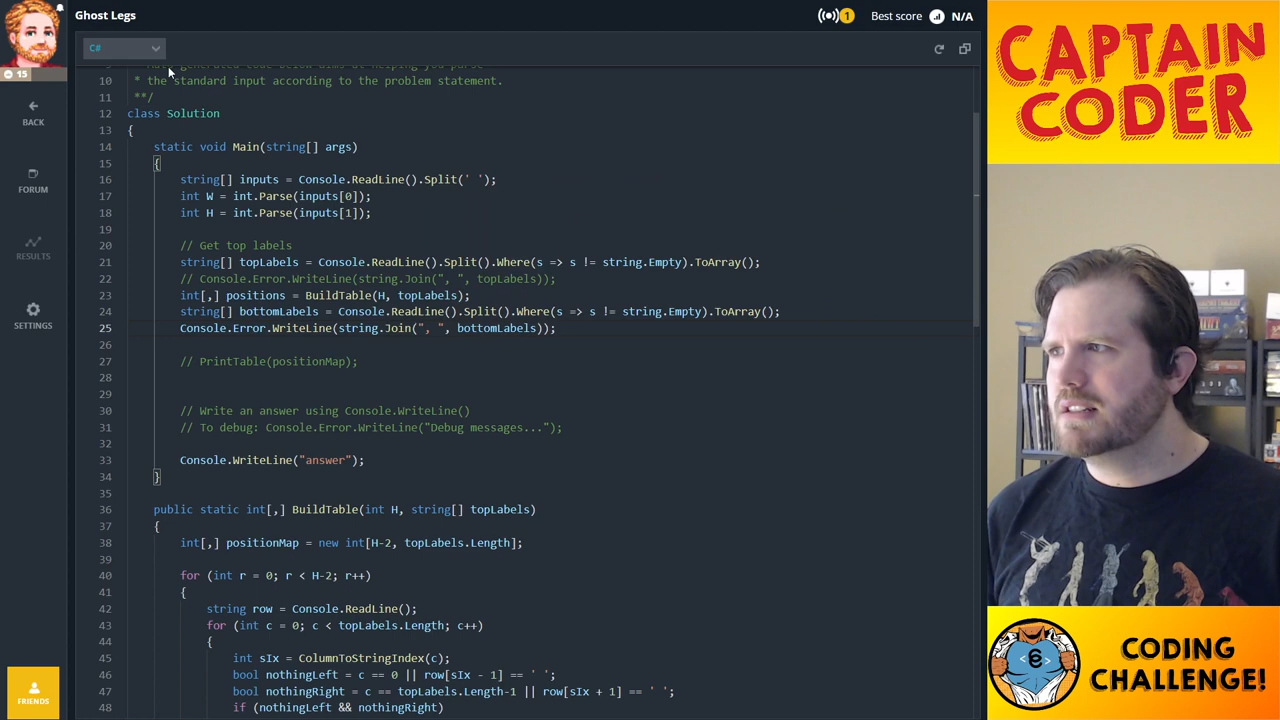 Ghost Legs
1
Best score
N/A
C#
15
BACK
FORUM
RESULTS
SETTINGS
FRIENDS
10 * the standard input according to the problem statement.
11 **/
12 class Solution
13 {
14 static void Main(string[] args)
15 {
16 string[] inputs = Console.ReadLine().Split(' ');
17 int W = int.Parse(inputs[0]);
18 int H = int.Parse(inputs[1]);
19
20 // Get top labels
21 string[] topLabels = Console.ReadLine().Split().Where(s => s != string.Empty).ToArray();
22 // Console.Error.WriteLine(string.Join(", ", topLabels));
23 int[,] positions = BuildTable(H, topLabels);
24 string[] bottomLabels = Console.ReadLine().Split().Where(s => s != string.Empty).ToArray();
25 Console.Error.WriteLine(string.Join(", ", bottomLabels));
26
27 // PrintTable(positionMap);
28
29
30 // Write an answer using Console.WriteLine()
31 // To debug: Console.Error.WriteLine("Debug messages...");
32
33 Console.WriteLine("answer");
34 }
35
36 public static int[,] BuildTable(int H, string[] topLabels)
37 {
38 int[,] positionMap = new int[H-2, topLabels.Length];
39
40 for (int r = 0; r < H-2; r++)
41 {
42 string row = Console.ReadLine();
43 for (int c = 0; c < topLabels.Length; c++)
44 {
45 int sIx = ColumnToStringIndex(c);
46 bool nothingLeft = c == 0 || row[sIx - 1] == ' ';
47 bool nothingRight = c == topLabels.Length-1 || row[sIx + 1] == ' ';
48 if (nothingLeft && nothingRight)
CAPTAIN
CODER
CODING
CHALLENGE!